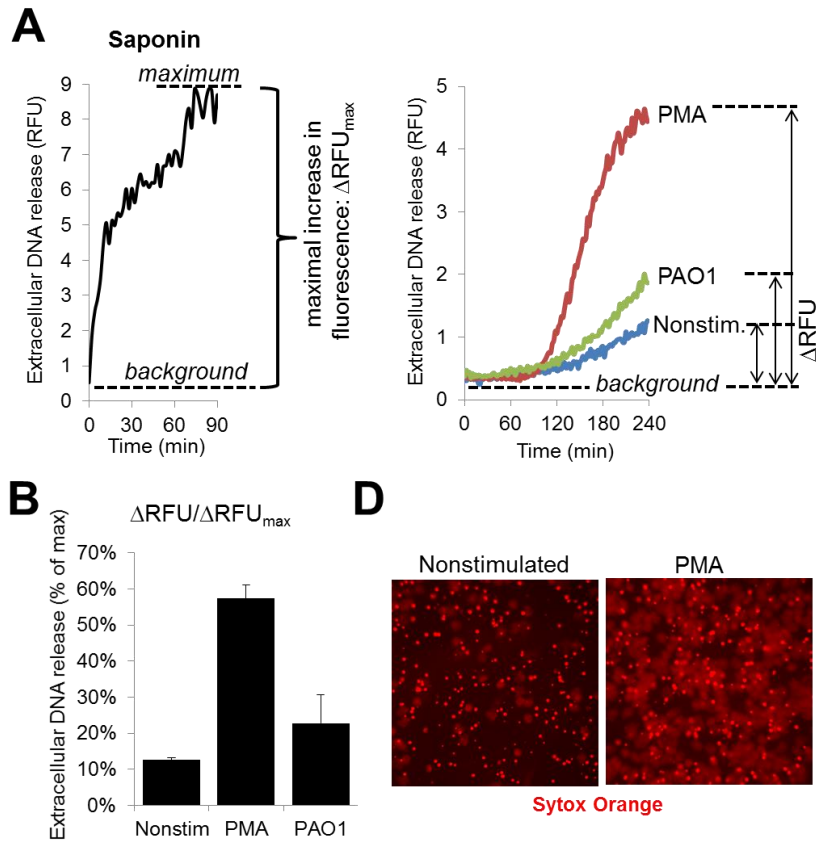 A
Saponin
maximum
9
8
7
6
5
4
3
2
1
0
Extracellular DNA release (RFU)
background
0 30 60 90
Time (min)
maximal increase in
fluorescence: ΔRFUmax
5
4
3
2
1
0
Extracellular DNA release (RFU)
PMA
PAO1
Nonstim.
background
ΔRFU
0 60 120 180 240
Time (min)
B
ΔRFU/ΔRFUmax
Extracellular DNA release (% of max)
70%
60%
50%
40%
30%
20%
10%
0%
Nonstim PMA PAO1
D
Nonstimulated PMA
Sytox Orange